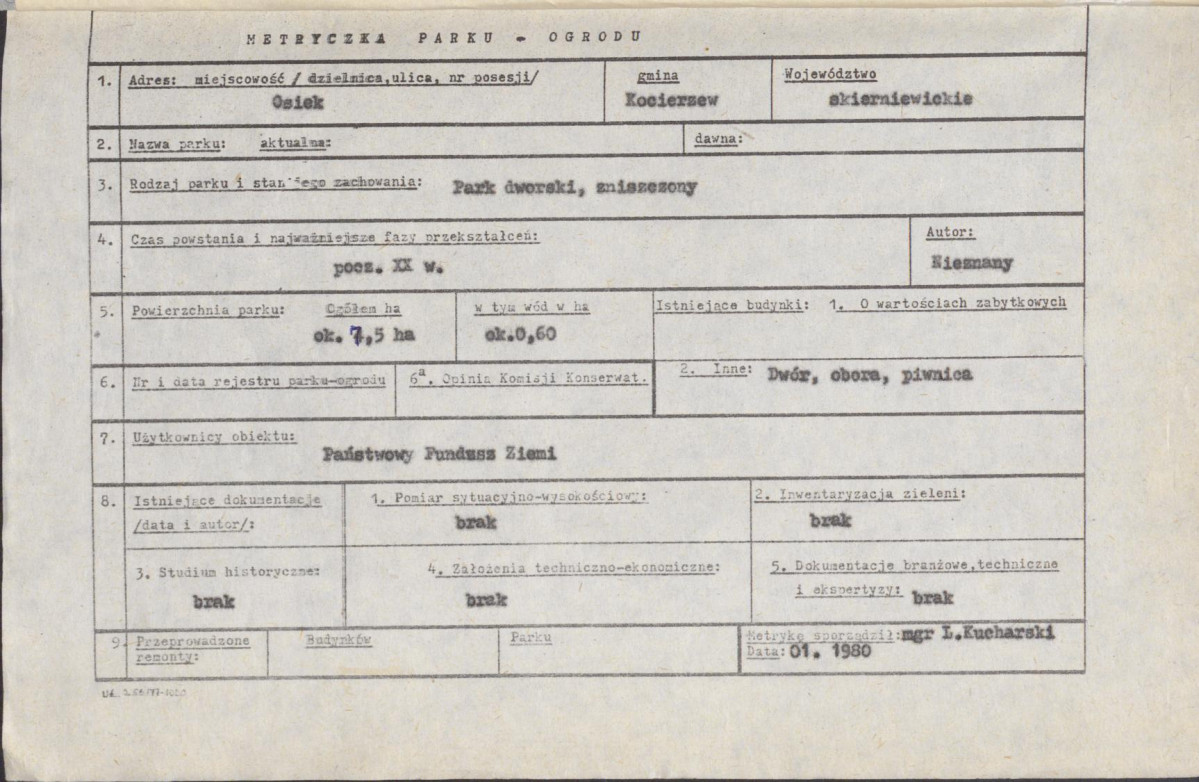 METRYCZKA PARKU - OGRODU
1. Adres: miejscowość / dzielnica,ulica, nr posesji/
Osiek
gmina
Kocierzew
Województwo
skierniewickie
2. Nazwa parku: aktualna:
dawna:
3. Rodzaj parku i stan jego zachowania: Park dworski, zniszczony
4. Czas powstania i najważniejsze fazy przekształceń:
pocz. XX w.
Autor:
Nieznany
5. Powierzchnia parku: Ogółem ha
ok. 7,5 ha
w tym wód w ha
ok.0,60
Istniejące budynki: 1. O wartościach zabytkowych
2. Inne: Dwór, obora, piwnica
6. Nr i data rejestru parku-ogrodu
6a. Opinia Komisji Konserwat.
7. Użytkownicy obiektu:
Państwowy Fundusz Ziemi
8. Istniejące dokumentacje
/data i autor/:
1. Pomiar sytuacyjno-wysokościowy:
brak
2. Inwentaryzacja zieleni:
brak
3. Studium historyczne:
brak
4. Założenia techniczno-ekonomiczne:
brak
5. Dokumentacje branżowe,techniczne
i ekspertyzy: brak
9. Przeprowadzone
remonty:
Budynków
Parku
Metrykę sporządził: mgr L.Kucharski
Data: 01. 1980